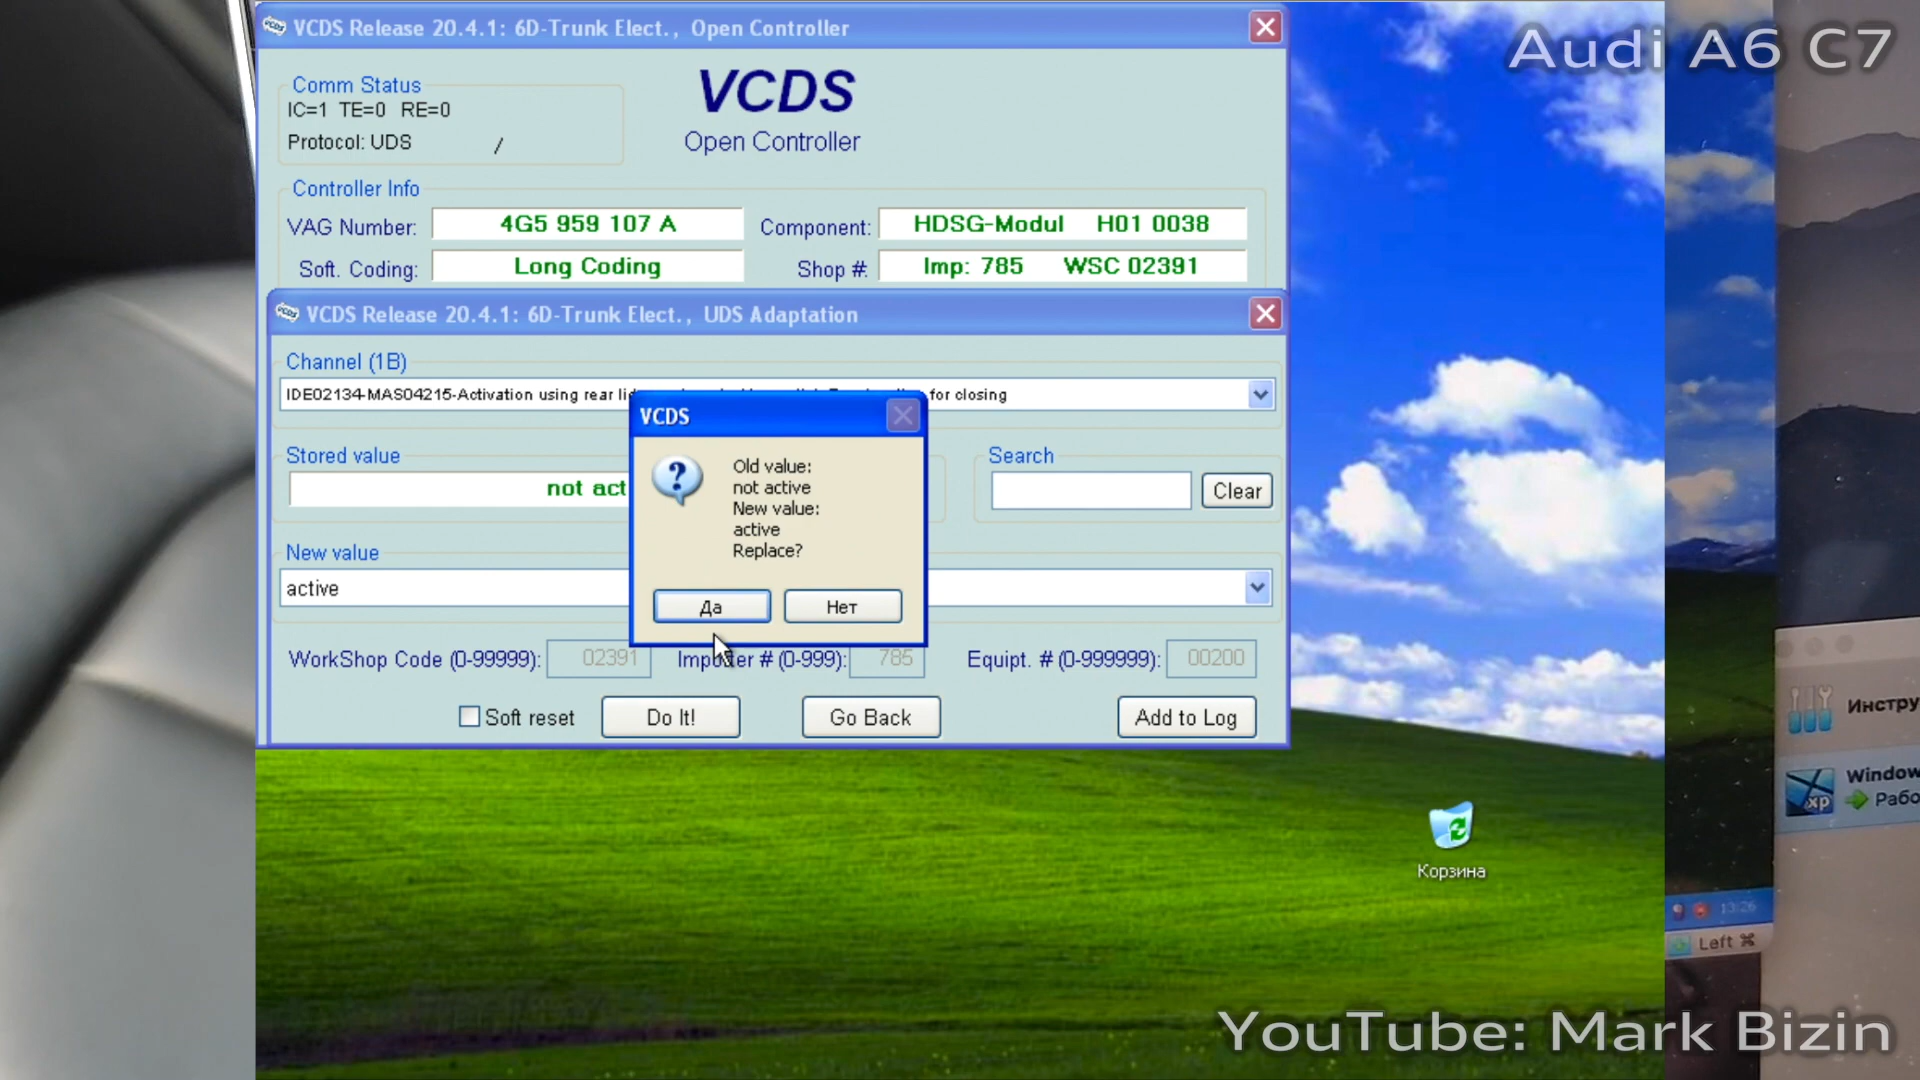 VCDS Release 20.4.1: 6D-Trunk Elect., Open Controller
Audi A6 C7
Comm Status
IC=1 TE=0 RE=0
Protocol: UDS /
VCDS
Open Controller
Controller Info
VAG Number: 4G5 959 107 A Component: HDSG-Modul H01 0038
Soft. Coding: Long Coding Shop #: Imp: 785 WSC 02391
VCDS Release 20.4.1: 6D-Trunk Elect., UDS Adaptation
Channel (1B)
IDE02134-MAS04215-Activation using rear for closing
VCDS
Old value:
not active
New value:
active
Replace?
Да Нет
Stored value
not act
Search
Clear
New value
active
WorkShop Code (0-99999): 02391 # (0-999): 785 Equipt. # (0-999999): 00200
Soft reset Do It! Go Back Add to Log
Инстру
Window
Рабо
xp
Корзина
13:26
Left ⌘
YouTube: Mark Bizin